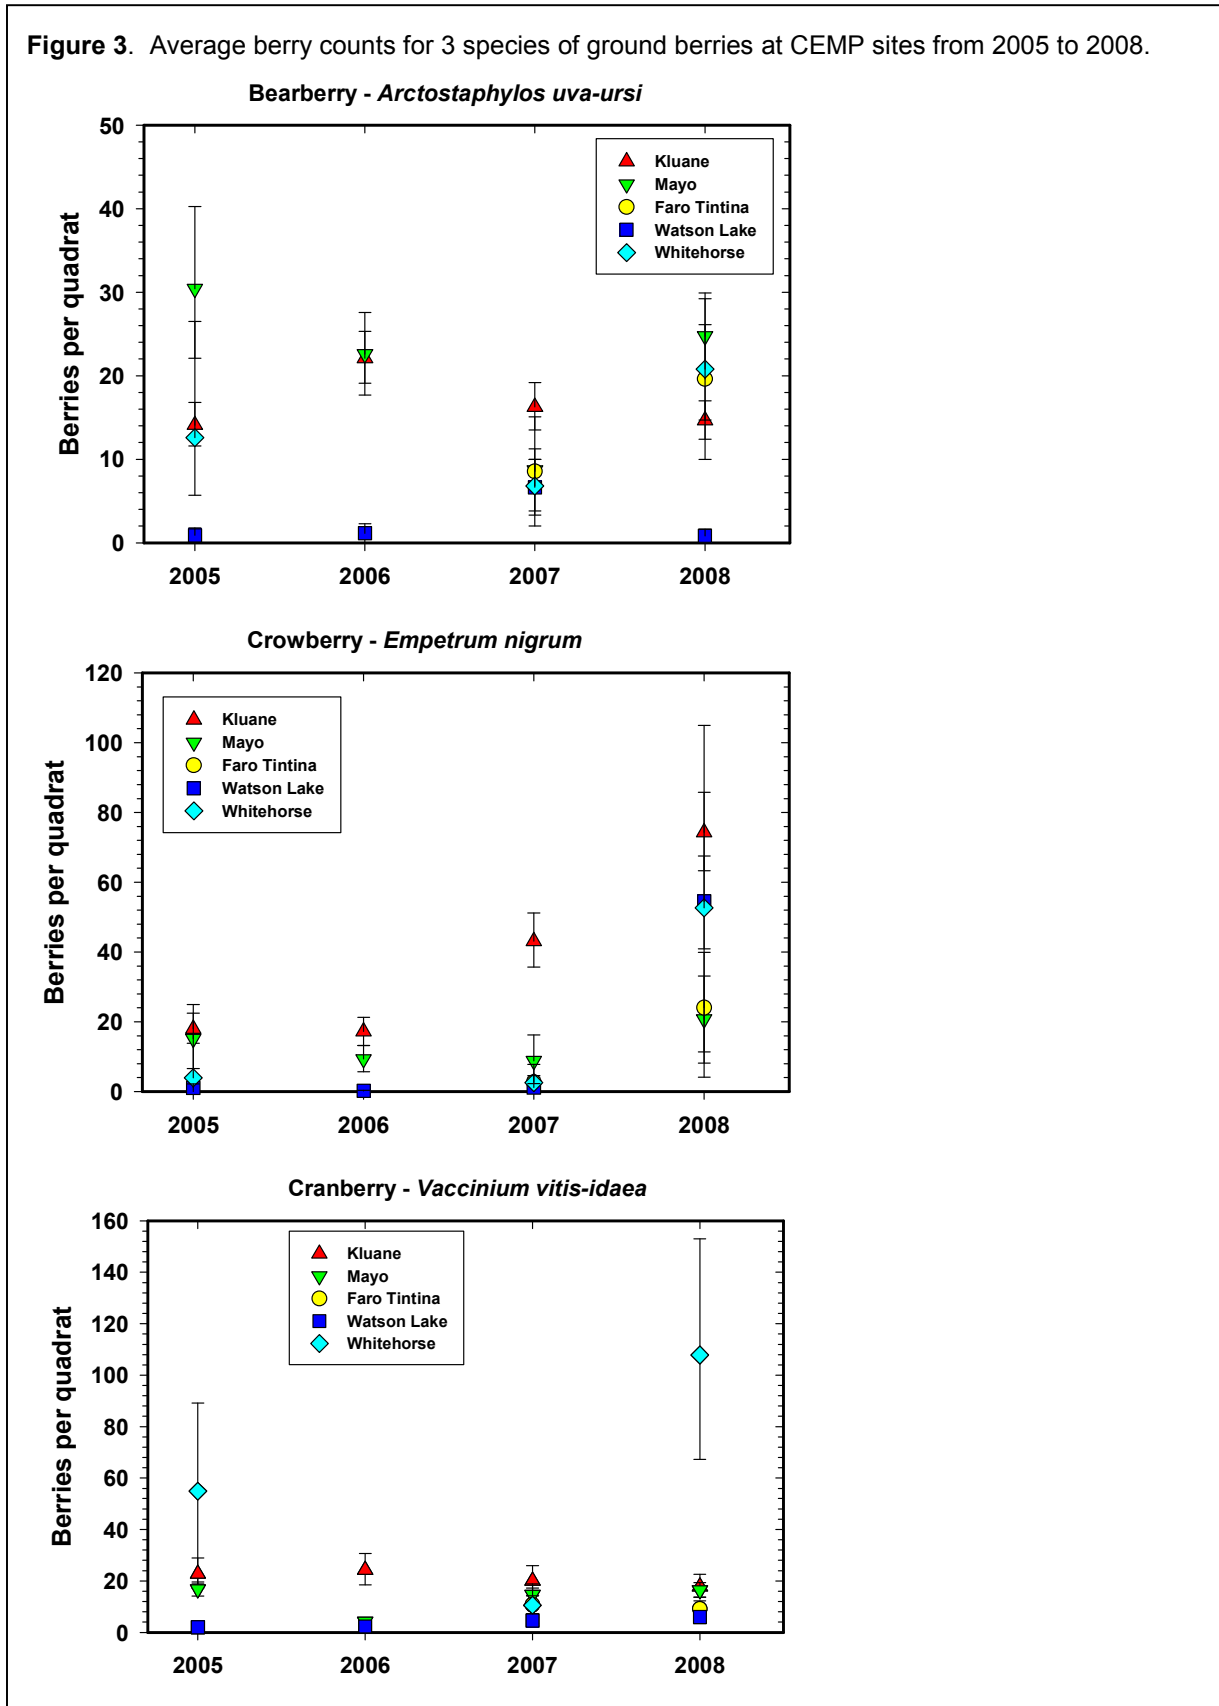 Figure 3. Average berry counts for 3 species of ground berries at CEMP sites from 2005 to 2008.
Bearberry - Arctostaphylos uva-ursi
Berries per quadrat
50
40
30
20
10
0
Kluane
Mayo
Faro Tintina
Watson Lake
Whitehorse
2005 2006 2007 2008
Crowberry - Empetrum nigrum
Berries per quadrat
120
100
80
60
40
20
0
Kluane
Mayo
Faro Tintina
Watson Lake
Whitehorse
2005 2006 2007 2008
Cranberry - Vaccinium vitis-idaea
Berries per quadrat
160
140
120
100
80
60
40
20
0
Kluane
Mayo
Faro Tintina
Watson Lake
Whitehorse
2005 2006 2007 2008